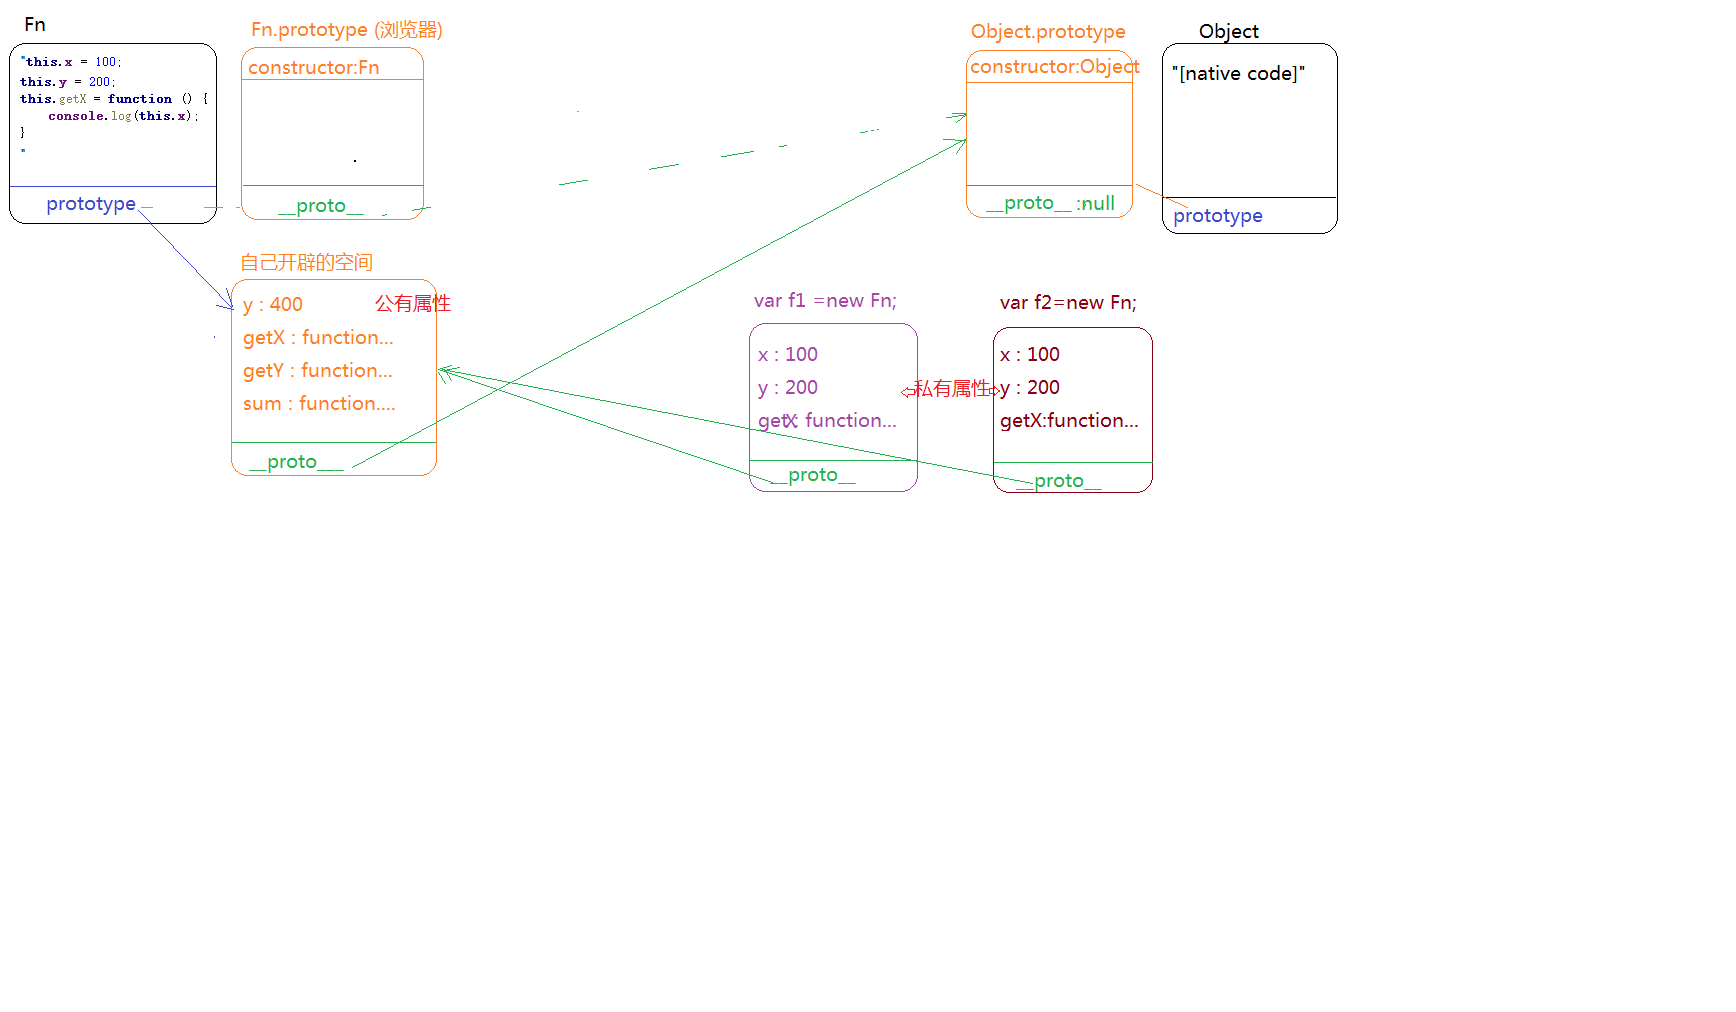 Fn
"this.x = 100;
this.y = 200;
this.getX = function () {
console.log(this.x);
}
"
prototype
Fn.prototype (浏览器)
constructor:Fn
__proto__
Object.prototype
constructor:Object
__proto__ :null
Object
"[native code]"
prototype
自己开辟的空间
y : 400
公有属性
getX : function...
getY : function...
sum : function....
__proto___
var f1 =new Fn;
x : 100
y : 200
getX: function...
__proto__
私有属性
var f2=new Fn;
x : 100
y : 200
getX:function...
__proto__